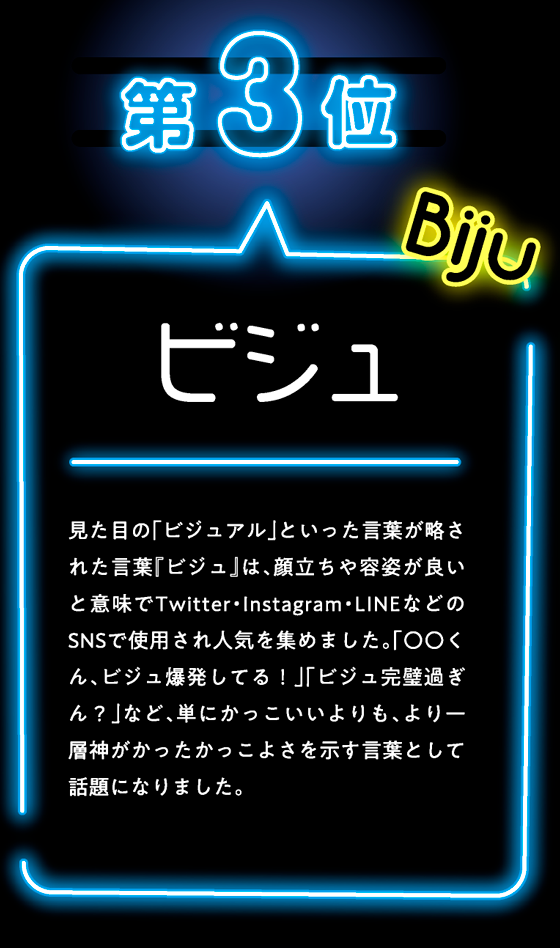 第3位
Biju
ビジュ
見た目の「ビジュアル」といった言葉が略さ
れた言葉『ビジュ』は、顔立ちや容姿が良い
と意味でTwitter・Instagram・LINEなどの
SNSで使用され人気を集めました。「〇〇く
ん、ビジュ爆発してる！」「ビジュ完璧過ぎ
ん？」など、単にかっこいいよりも、より一
層神がかったかっこよさを示す言葉として
話題になりました。